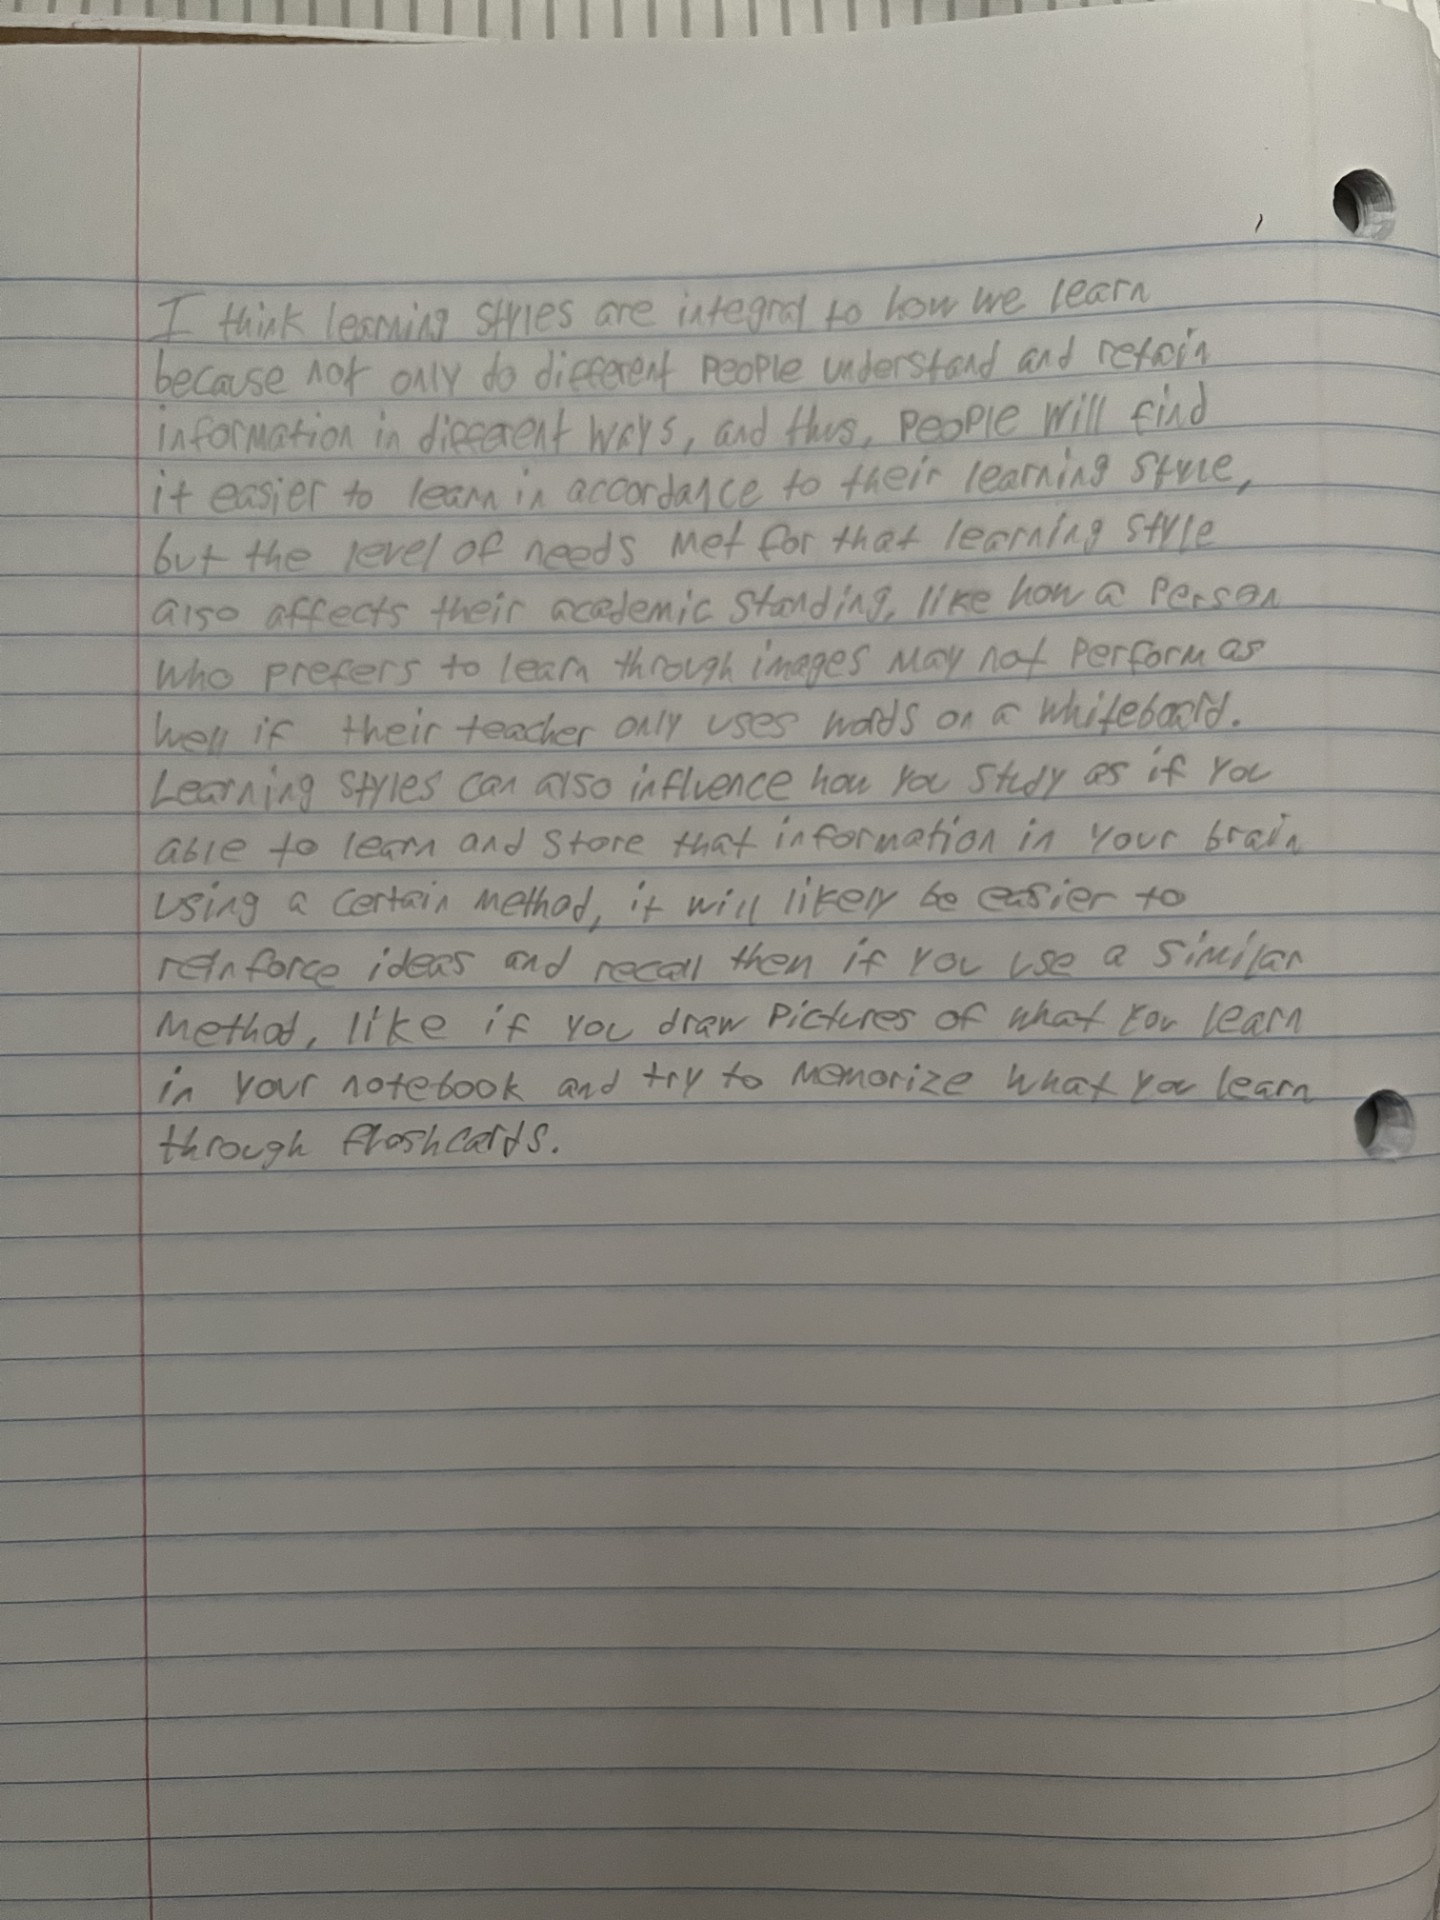 I think learning styles are integral to how we learn
because not only do different people understand and retain
information in different ways, and thus, people will find
it easier to learn in accordance to their learning style,
but the level of needs met for that learning style
also affects their academic standing, like how a person
who prefers to learn through images may not perform as
well if their teacher only uses words on a whiteboard.
Learning styles can also influence how you study as if you
able to learn and store that information in your brain
using a certain method, it will likely be easier to
reinforce ideas and recall then if you use a similar
method, like if you draw pictures of what you learn
in your notebook and try to memorize what you learn
through flashcards.